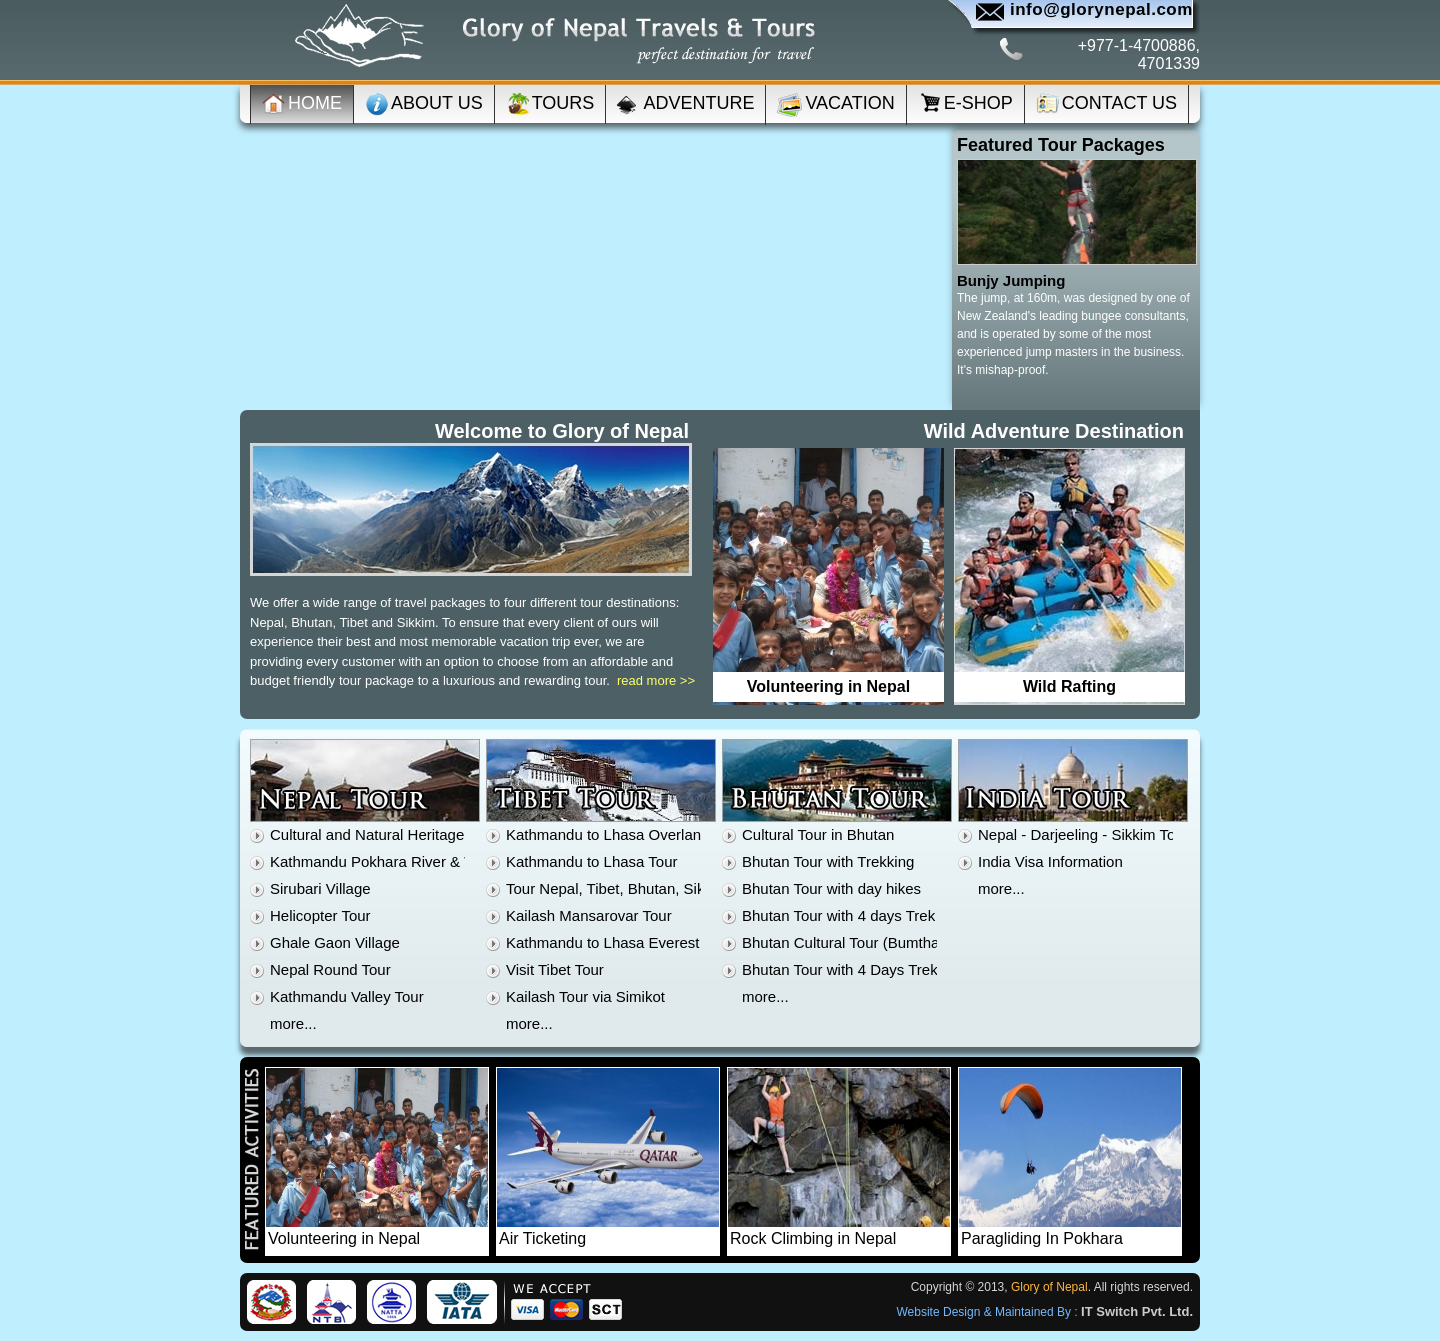 Glory of Nepal Travels & Tours
perfect destination for travel
info@glorynepal.com
+977-1-4700886,
4701339
HOME
ABOUT US
TOURS
ADVENTURE
VACATION
E-SHOP
CONTACT US
Featured Tour Packages
Bunjy Jumping
The jump, at 160m, was designed by one of
New Zealand's leading bungee consultants,
and is operated by some of the most
experienced jump masters in the business.
It's mishap-proof.
Welcome to Glory of Nepal
We offer a wide range of travel packages to four different tour destinations:
Nepal, Bhutan, Tibet and Sikkim. To ensure that every client of ours will
experience their best and most memorable vacation trip ever, we are
providing every customer with an option to choose from an affordable and
budget friendly tour package to a luxurious and rewarding tour. read more >>
Wild Adventure Destination
Volunteering in Nepal
Wild Rafting
Nepal Tour
Cultural and Natural Heritage
Kathmandu Pokhara River &
Sirubari Village
Helicopter Tour
Ghale Gaon Village
Nepal Round Tour
Kathmandu Valley Tour
more...
Tibet Tour
Kathmandu to Lhasa Overlan
Kathmandu to Lhasa Tour
Tour Nepal, Tibet, Bhutan, Sik
Kailash Mansarovar Tour
Kathmandu to Lhasa Everest
Visit Tibet Tour
Kailash Tour via Simikot
more...
Bhutan Tour
Cultural Tour in Bhutan
Bhutan Tour with Trekking
Bhutan Tour with day hikes
Bhutan Tour with 4 days Trek
Bhutan Cultural Tour (Bumtha
Bhutan Tour with 4 Days Trek
more...
India Tour
Nepal - Darjeeling - Sikkim To
India Visa Information
more...
FEATURED ACTIVITIES
Volunteering in Nepal
QATAR
Air Ticketing
Rock Climbing in Nepal
Paragliding In Pokhara
NTB
NATTA
IATA
WE ACCEPT
VISA
MasterCard
SCT
Copyright © 2013, Glory of Nepal. All rights reserved.
Website Design & Maintained By : IT Switch Pvt. Ltd.